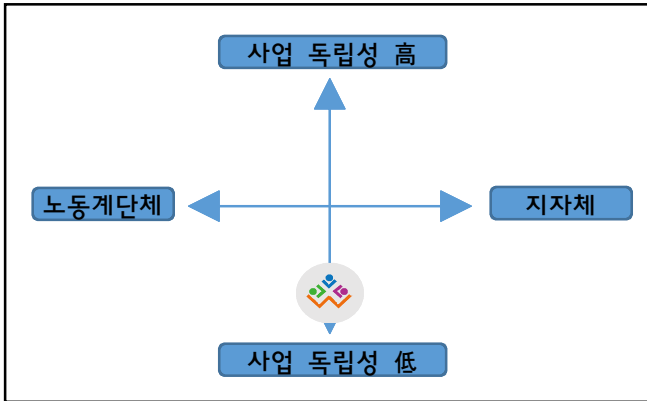 사업 독립성 高
노동계단체
지자체
사업 독립성 低